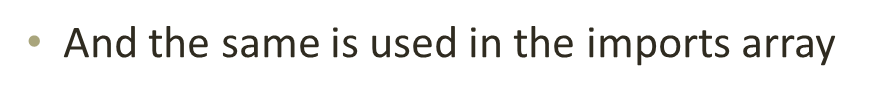 • And the same is used in the imports array